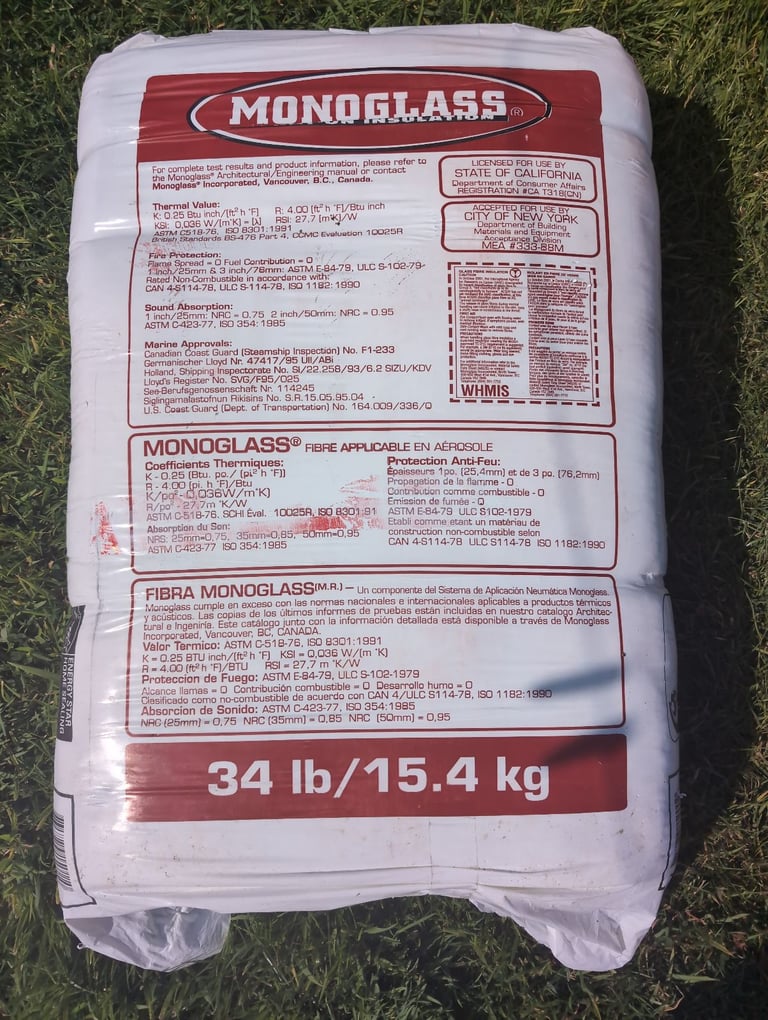 MONOGLASS®
INSULATION
For complete test results and product information, please refer to
the Monoglass® Architectural/Engineering manual or contact
Monoglass® Incorporated, Vancouver, B.C., Canada.
Thermal Value:
K: 0.25 Btu inch/(ft² h °F) R: 4.00 (ft² h °F)/Btu inch
KSI: 0,036 W/(m°K) = [λ] RSI: 27,7 (m°K)/W
ASTM C518-76, ISO 8301:1991
British Standards BS-476 Part 4, CCMC Evaluation 10025R
Fire Protection:
Flame Spread = 0 Fuel Contribution = 0
1 inch/25mm & 3 inch/76mm: ASTM E-84-79, ULC S-102-79
Rated Non-Combustible in accordance with:
CAN 4-S114-78, ULC S-114-78, ISO 1182:1990
Sound Absorption:
1 inch/25mm: NRC = 0.75 2 inch/50mm: NRC = 0.95
ASTM C-423-77, ISO 354:1985
Marine Approvals:
Canadian Coast Guard (Steamship Inspection) No. F1-233
Germanischer Lloyd Nr. 47417/95 UII/ABi
Holland, Shipping Inspectorate No. SI/22.258/93/6.2 SIZU/KDV
Lloyd's Register No. SVG/F95/025
See-Berufsgenossenschaft Nr. 114245
Siglingamalastofnun Rikisins No. S.R.15.05.95.04
U.S. Coast Guard (Dept. of Transportation) No. 164.009/336/0
LICENSED FOR USE BY
STATE OF CALIFORNIA
Department of Consumer Affairs
REGISTRATION #CA T318(CN)
ACCEPTED FOR USE BY
CITY OF NEW YORK
Department of Building
Materials and Equipment
Acceptance Division
MEA #333-88M
GLASS FIBRE INSULATION
WHMIS
MONOGLASS® FIBRE APPLICABLE EN AÉROSOLE
Coefficients Thermiques:
K - 0.25 (Btu. po./ (pi² h °F))
R - 4.00 (pi. h °F)/Btu
K/po² - 0,036W/m°K)
R/po² - 27,7m °K/W
ASTM C-518-76, SCHI Éval. 10025R, ISO 8301:91
Absorption du Son:
NRS: 25mm=0,75, 35mm=0,85, 50mm=0,95
ASTM C-423-77 ISO 354:1985
Protection Anti-Feu:
Épaisseurs 1po. (25,4mm) et de 3 po. (76,2mm)
Propagation de la flamme - 0
Contribution comme combustible - 0
Emission de fumée - 0
ASTM E-84-79 ULC S102-1979
Etabli comme etant un matériau de
construction non-combustible selon
CAN 4-S114-78 ULC S114-78 ISO 1182:1990
FIBRA MONOGLASS(M.R.) – Un componente del Sistema de Aplicación Neumática Monoglass.
Monoglass cumple en exceso con las normas nacionales e internacionales aplicables a productos térmicos
y acústicos. Las copias de los últimos informes de pruebas están incluidas en nuestro catalogo Architec-
tural e Ingeniría. Este catálogo junto con la información detallada está disponible a través de Monoglass
Incorporated, Vancouver, BC, CANADA.
Valor Termico: ASTM C-518-76, ISO 8301:1991
K = 0.25 BTU inch/(ft² h °F) KSI = 0,036 W/(m °K)
R = 4.00 (ft² h °F)/BTU RSI = 27,7 m °K/W
Proteccion de Fuego: ASTM E-84-79, ULC S-102-1979
Alcance llamas = 0 Contribución combustible = 0 Desarrollo humo = 0
Clasificado como no-combustible de acuerdo con CAN 4/ULC S114-78, ISO 1182:1990
Absorcion de Sonido: ASTM C-423-77, ISO 354:1985
NRC (25mm) = 0,75 NRC (35mm) = 0,85 NRC (50mm) = 0,95
34 lb/15.4 kg
ENERGY STAR
HOME SEALING